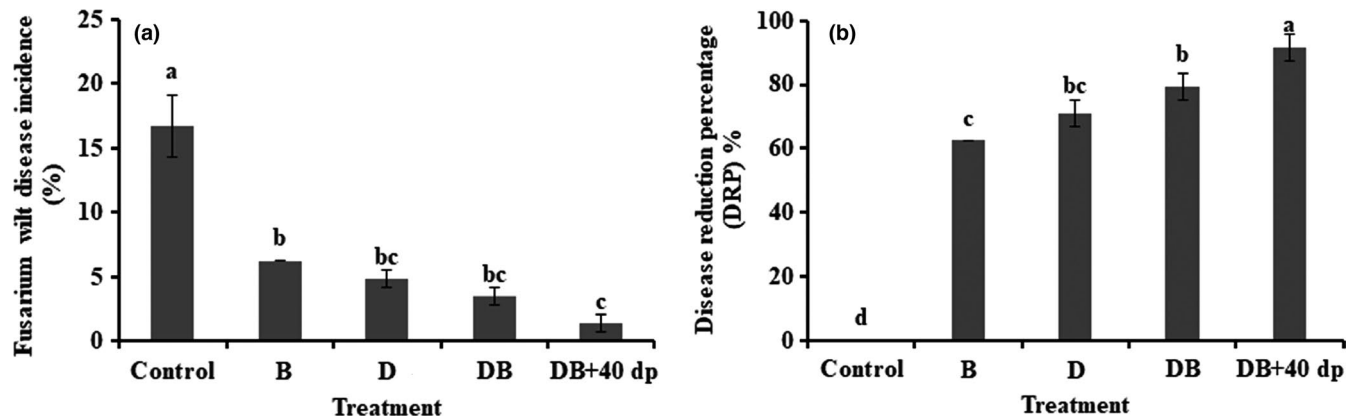 (a)
Fusarium wilt disease incidence
(%)
25
20
15
10
5
0
a
b
bc
bc
c
Control B D DB DB+40 dp
Treatment
(b)
Disease reduction percentage
(DRP) %
100
80
60
40
20
0
d
c
bc
b
a
Control B D DB DB+40 dp
Treatment